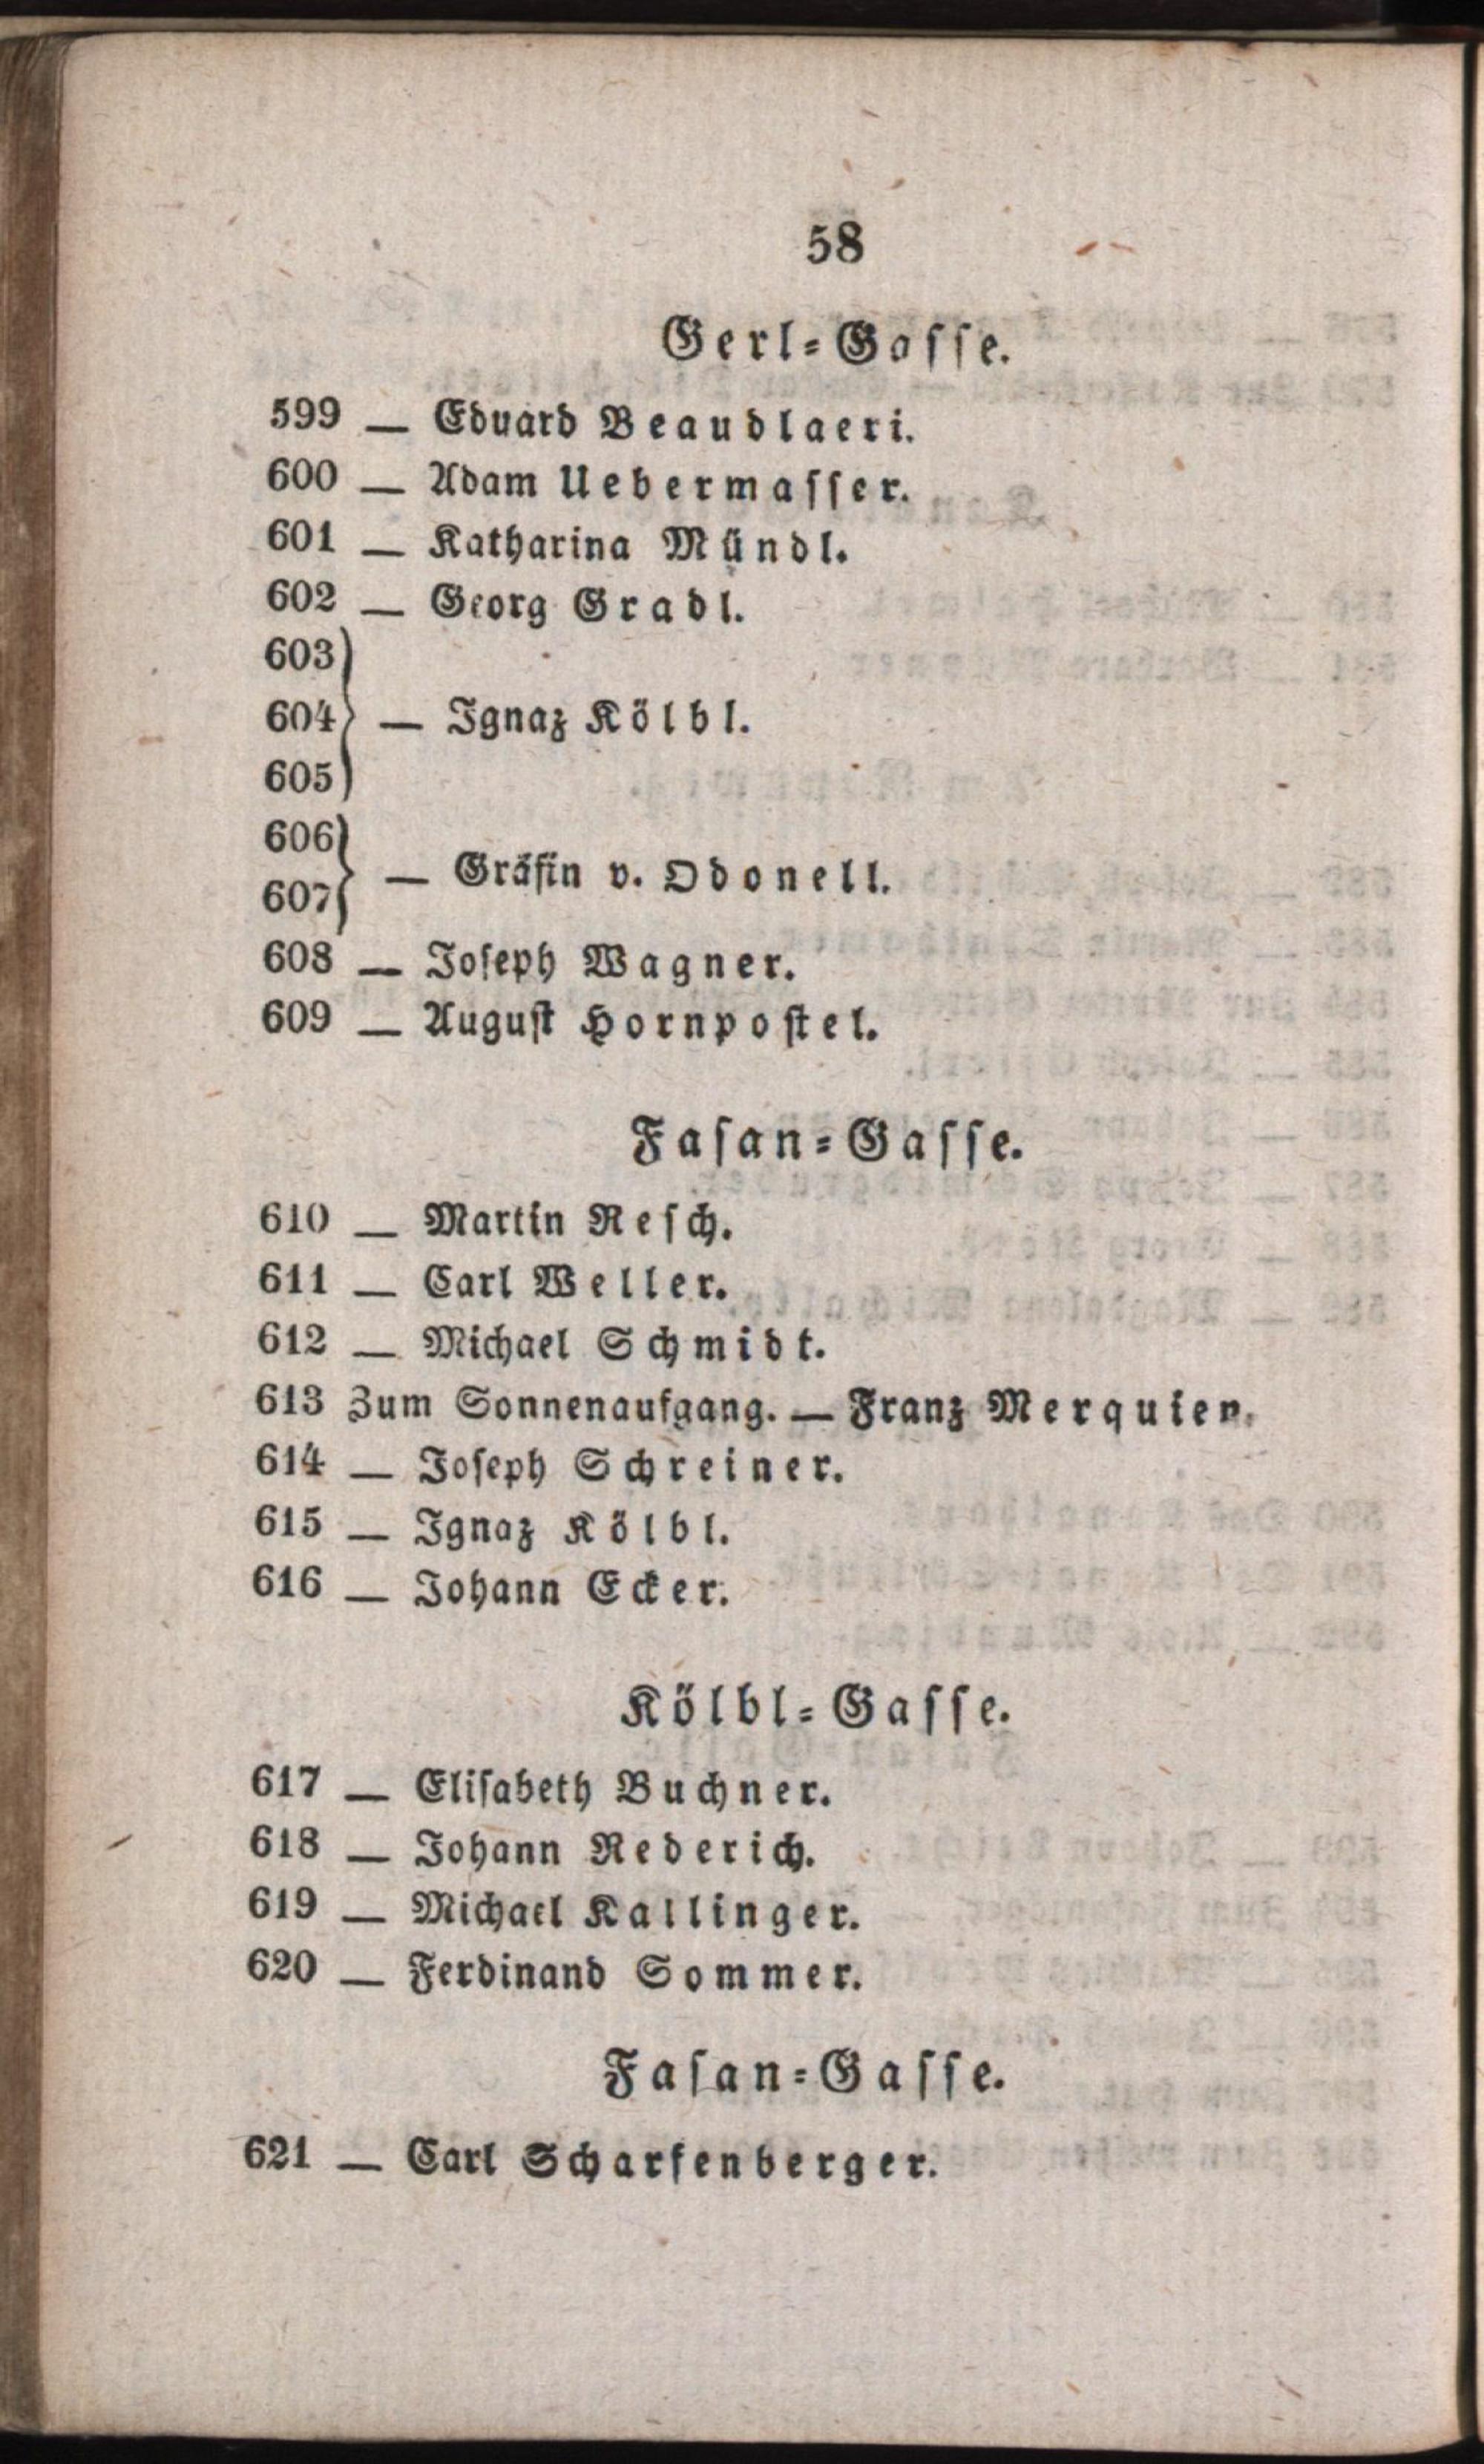 58
Gerl-Gasse.
599 — Eduard Beaudlaeri.
600 — Adam Uebermasser.
601 — Katharina Mündl.
602 — Georg Gradl.
603
604 — Ignaz Kölbl.
605
606
607 — Gräfin v. Odonell.
608 — Joseph Wagner.
609 — August Hornpostel.
Fasan-Gasse.
610 — Martin Resch.
611 — Carl Weller.
612 — Michael Schmidt.
613 Zum Sonnenaufgang. — Franz Merquien.
614 — Joseph Schreiner.
615 — Ignaz Kölbl.
616 — Johann Ecker.
Kölbl-Gasse.
617 — Elisabeth Buchner.
618 — Johann Rederich.
619 — Michael Kallinger.
620 — Ferdinand Sommer.
Fasan-Gasse.
621 — Carl Scharfenberger.